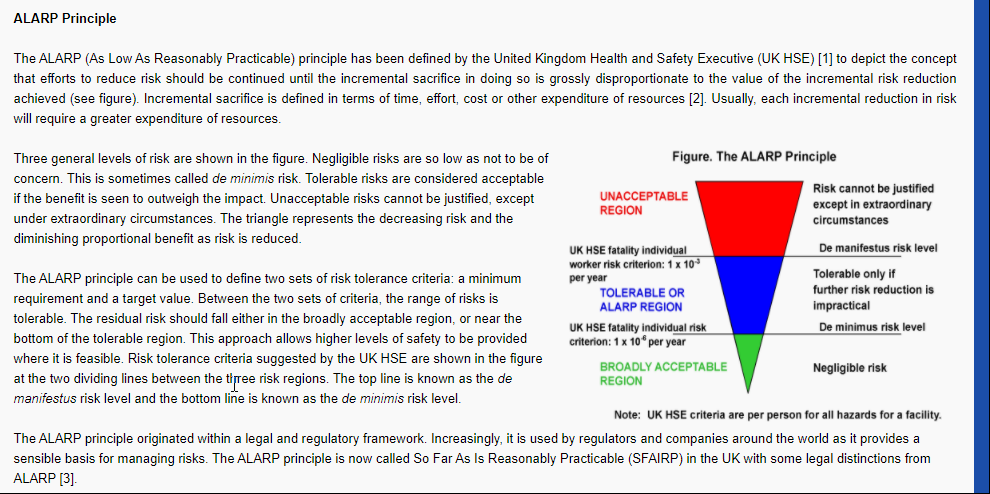 ALARP Principle
The ALARP (As Low As Reasonably Practicable) principle has been defined by the United Kingdom Health and Safety Executive (UK HSE) [1] to depict the concept
that efforts to reduce risk should be continued until the incremental sacrifice in doing so is grossly disproportionate to the value of the incremental risk reduction
achieved (see figure). Incremental sacrifice is defined in terms of time, effort, cost or other expenditure of resources [2]. Usually, each incremental reduction in risk
will require a greater expenditure of resources.
Three general levels of risk are shown in the figure. Negligible risks are so low as not to be of
concern. This is sometimes called de minimis risk. Tolerable risks are considered acceptable
if the benefit is seen to outweigh the impact. Unacceptable risks cannot be justified, except
under extraordinary circumstances. The triangle represents the decreasing risk and the
diminishing proportional benefit as risk is reduced.
The ALARP principle can be used to define two sets of risk tolerance criteria: a minimum
requirement and a target value. Between the two sets of criteria, the range of risks is
tolerable. The residual risk should fall either in the broadly acceptable region, or near the
bottom of the tolerable region. This approach allows higher levels of safety to be provided
where it is feasible. Risk tolerance criteria suggested by the UK HSE are shown in the figure
at the two dividing lines between the three risk regions. The top line is known as the de
manifestus risk level and the bottom line is known as the de minimis risk level.
Figure. The ALARP Principle
UNACCEPTABLE
REGION
Risk cannot be justified
except in extraordinary
circumstances
UK HSE fatality individual
worker risk criterion: 1 x 10⁻³
per year
De manifestus risk level
TOLERABLE OR
ALARP REGION
Tolerable only if
further risk reduction is
impractical
UK HSE fatality individual risk
criterion: 1 x 10⁻⁶ per year
De minimus risk level
BROADLY ACCEPTABLE
REGION
Negligible risk
Note: UK HSE criteria are per person for all hazards for a facility.
The ALARP principle originated within a legal and regulatory framework. Increasingly, it is used by regulators and companies around the world as it provides a
sensible basis for managing risks. The ALARP principle is now called So Far As Is Reasonably Practicable (SFAIRP) in the UK with some legal distinctions from
ALARP [3].